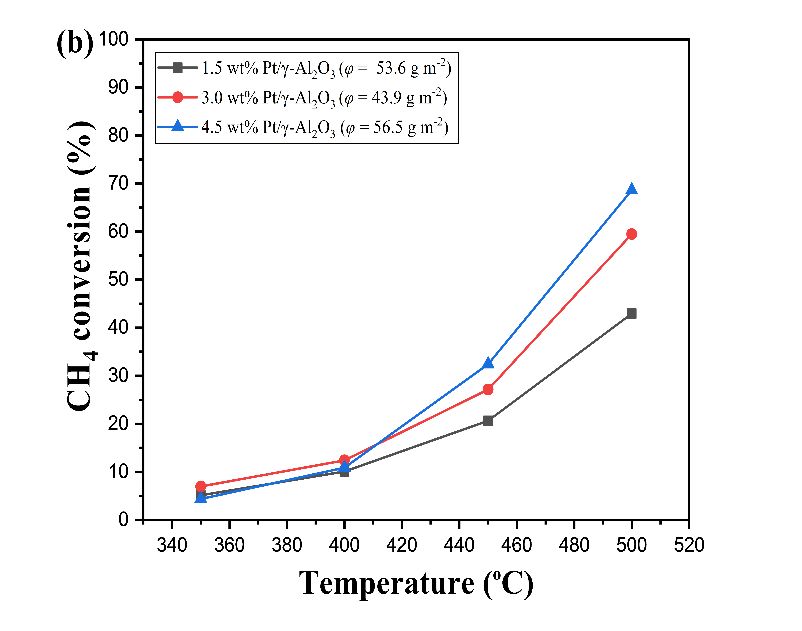 (b)
1.5 wt% Pt/γ-Al2O3 (φ = 53.6 g m-2)
3.0 wt% Pt/γ-Al2O3 (φ = 43.9 g m-2)
4.5 wt% Pt/γ-Al2O3 (φ = 56.5 g m-2)
CH4 conversion (%)
100
90
80
70
60
50
40
30
20
10
0
340 360 380 400 420 440 460 480 500 520
Temperature (oC)